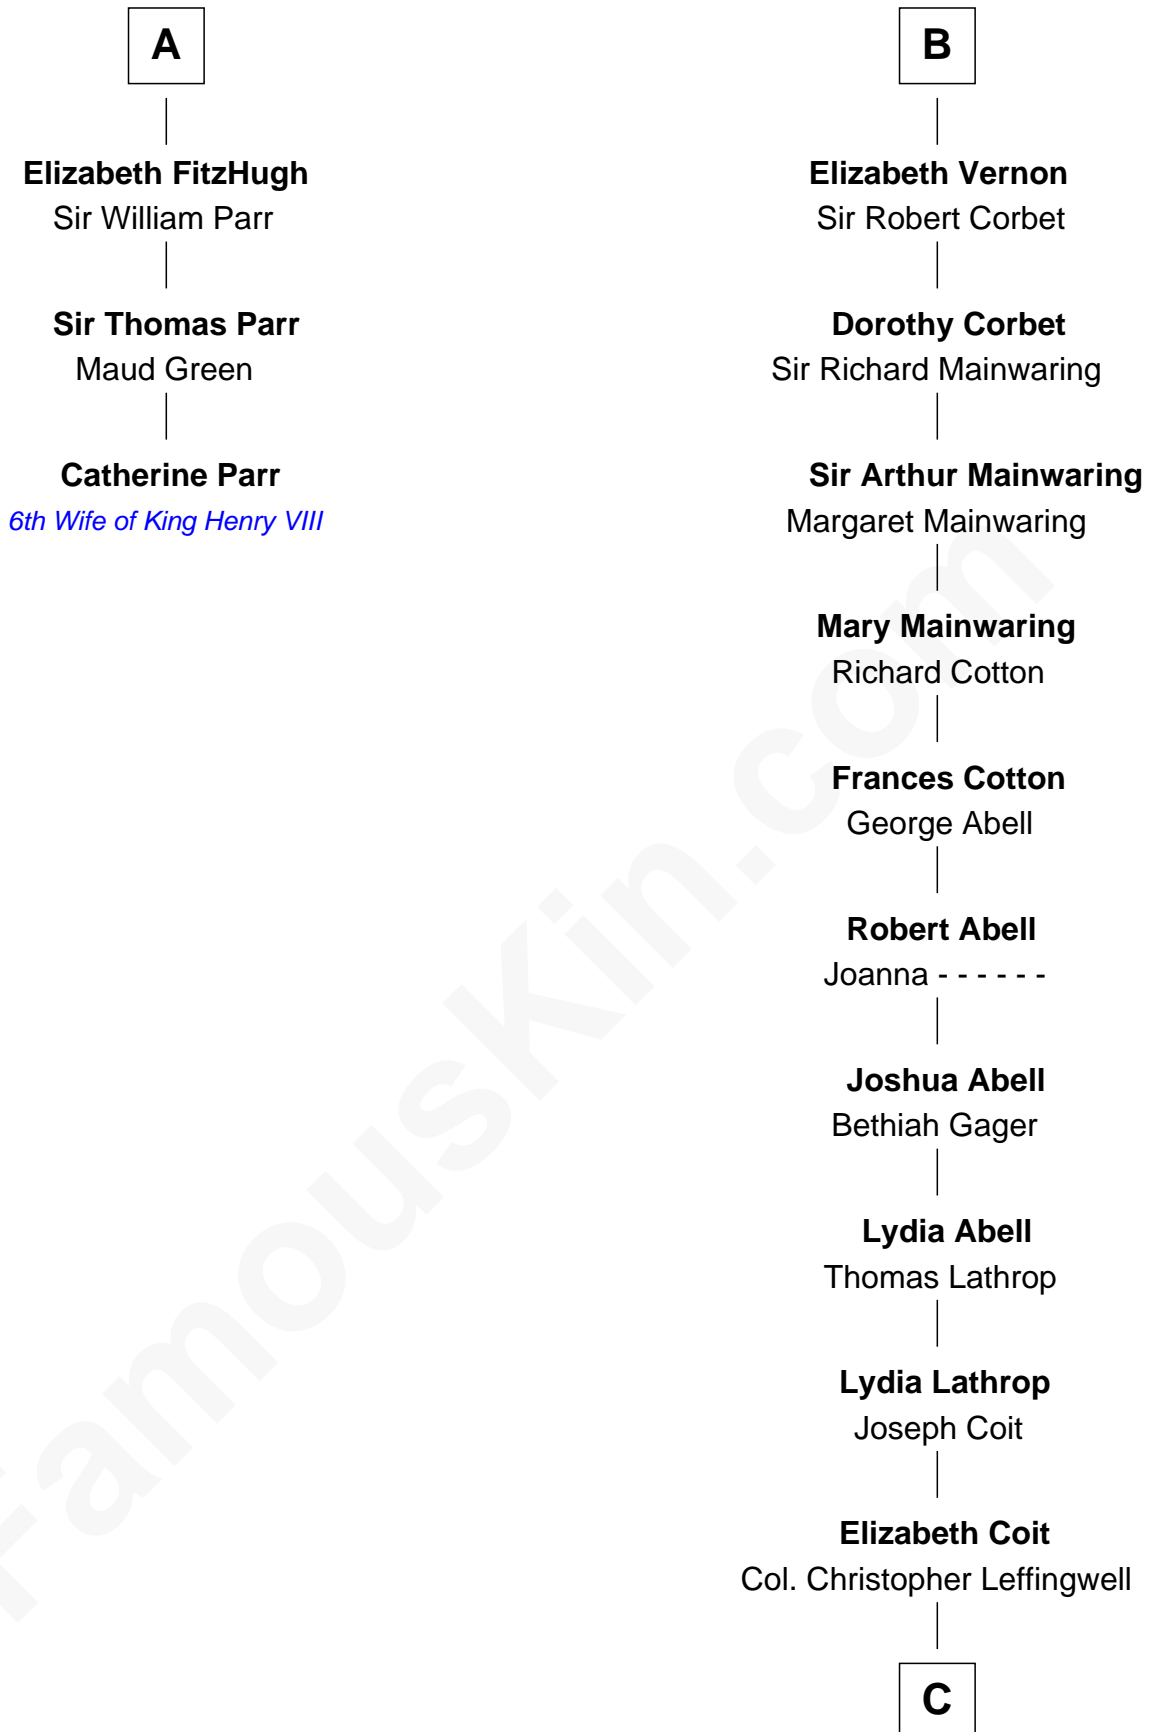 A
Elizabeth FitzHugh
Sir William Parr
Sir Thomas Parr
Maud Green
Catherine Parr
6th Wife of King Henry VIII
B
Elizabeth Vernon
Sir Robert Corbet
Dorothy Corbet
Sir Richard Mainwaring
Sir Arthur Mainwaring
Margaret Mainwaring
Mary Mainwaring
Richard Cotton
Frances Cotton
George Abell
Robert Abell
Joanna - - - - - -
Joshua Abell
Bethiah Gager
Lydia Abell
Thomas Lathrop
Lydia Lathrop
Joseph Coit
Elizabeth Coit
Col. Christopher Leffingwell
C
FamousKin.com